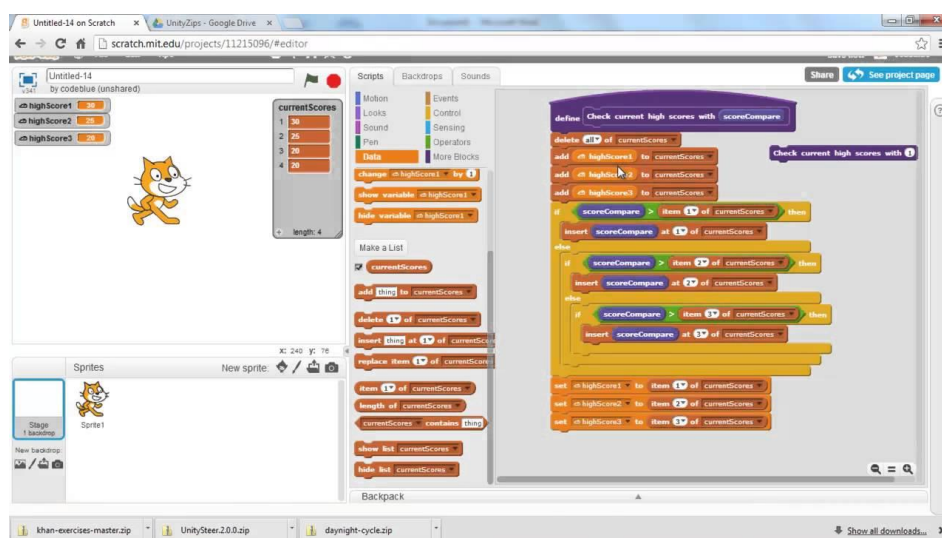 Untitled-14 on Scratch
UnityZips - Google Drive
scratch.mit.edu/projects/11215096/#editor
Untitled-14
by codeblue (unshared)
v341
Scripts
Backdrops
Sounds
Share
See project page
highScore1 30
highScore2 25
highScore3 20
currentScores
1 30
2 25
3 20
4 20
length: 4
x: 240 y: 76
Motion
Looks
Sound
Pen
Data
Events
Control
Sensing
Operators
More Blocks
change highScore1 by 1
show variable highScore1
hide variable highScore1
Make a List
currentScores
add thing to currentScores
delete 1 of currentScores
insert thing at 1 of currentSco
replace item 1 of currentScore
item 1 of currentScores
length of currentScores
currentScores contains thing
show list currentScores
hide list currentScores
define Check current high scores with scoreCompare
delete all of currentScores
add highScore1 to currentScores
add highScore2 to currentScores
add highScore3 to currentScores
if scoreCompare > item 1 of currentScores then
insert scoreCompare at 1 of currentScores
else
if scoreCompare > item 2 of currentScores then
insert scoreCompare at 2 of currentScores
else
if scoreCompare > item 3 of currentScores then
insert scoreCompare at 3 of currentScores
set highScore1 to item 1 of currentScores
set highScore2 to item 2 of currentScores
set highScore3 to item 3 of currentScores
Check current high scores with 1
Sprites
New sprite:
Stage
1 backdrop
New backdrop:
Sprite1
Backpack
khan-exercises-master.zip
UnitySteer.2.0.0.zip
daynight-cycle.zip
Show all downloads...